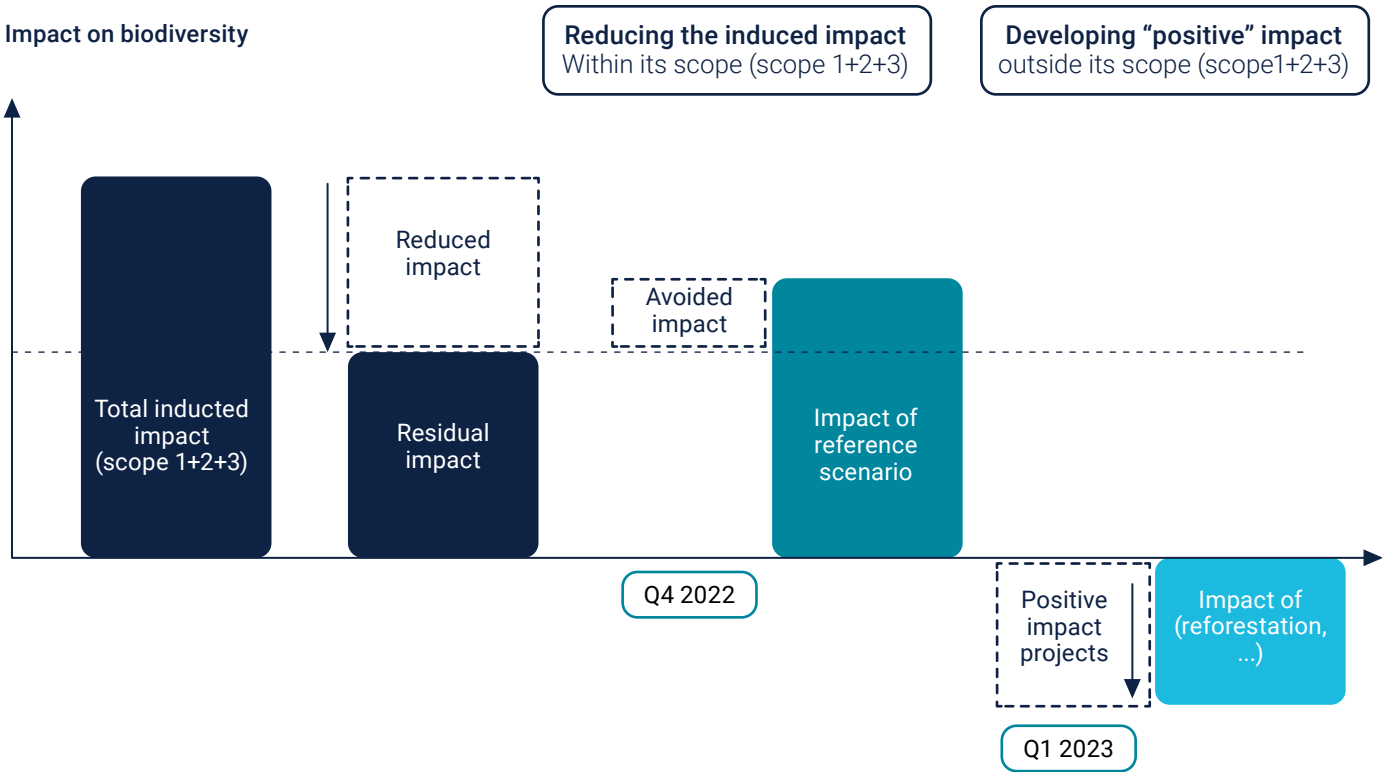 Impact on biodiversity
Reducing the induced impact
Within its scope (scope 1+2+3)
Developing “positive” impact
outside its scope (scope1+2+3)
Total inducted
impact
(scope 1+2+3)
Reduced
impact
Residual
impact
Avoided
impact
Impact of
reference
scenario
Q4 2022
Positive
impact
projects
Impact of
(reforestation,
...)
Q1 2023